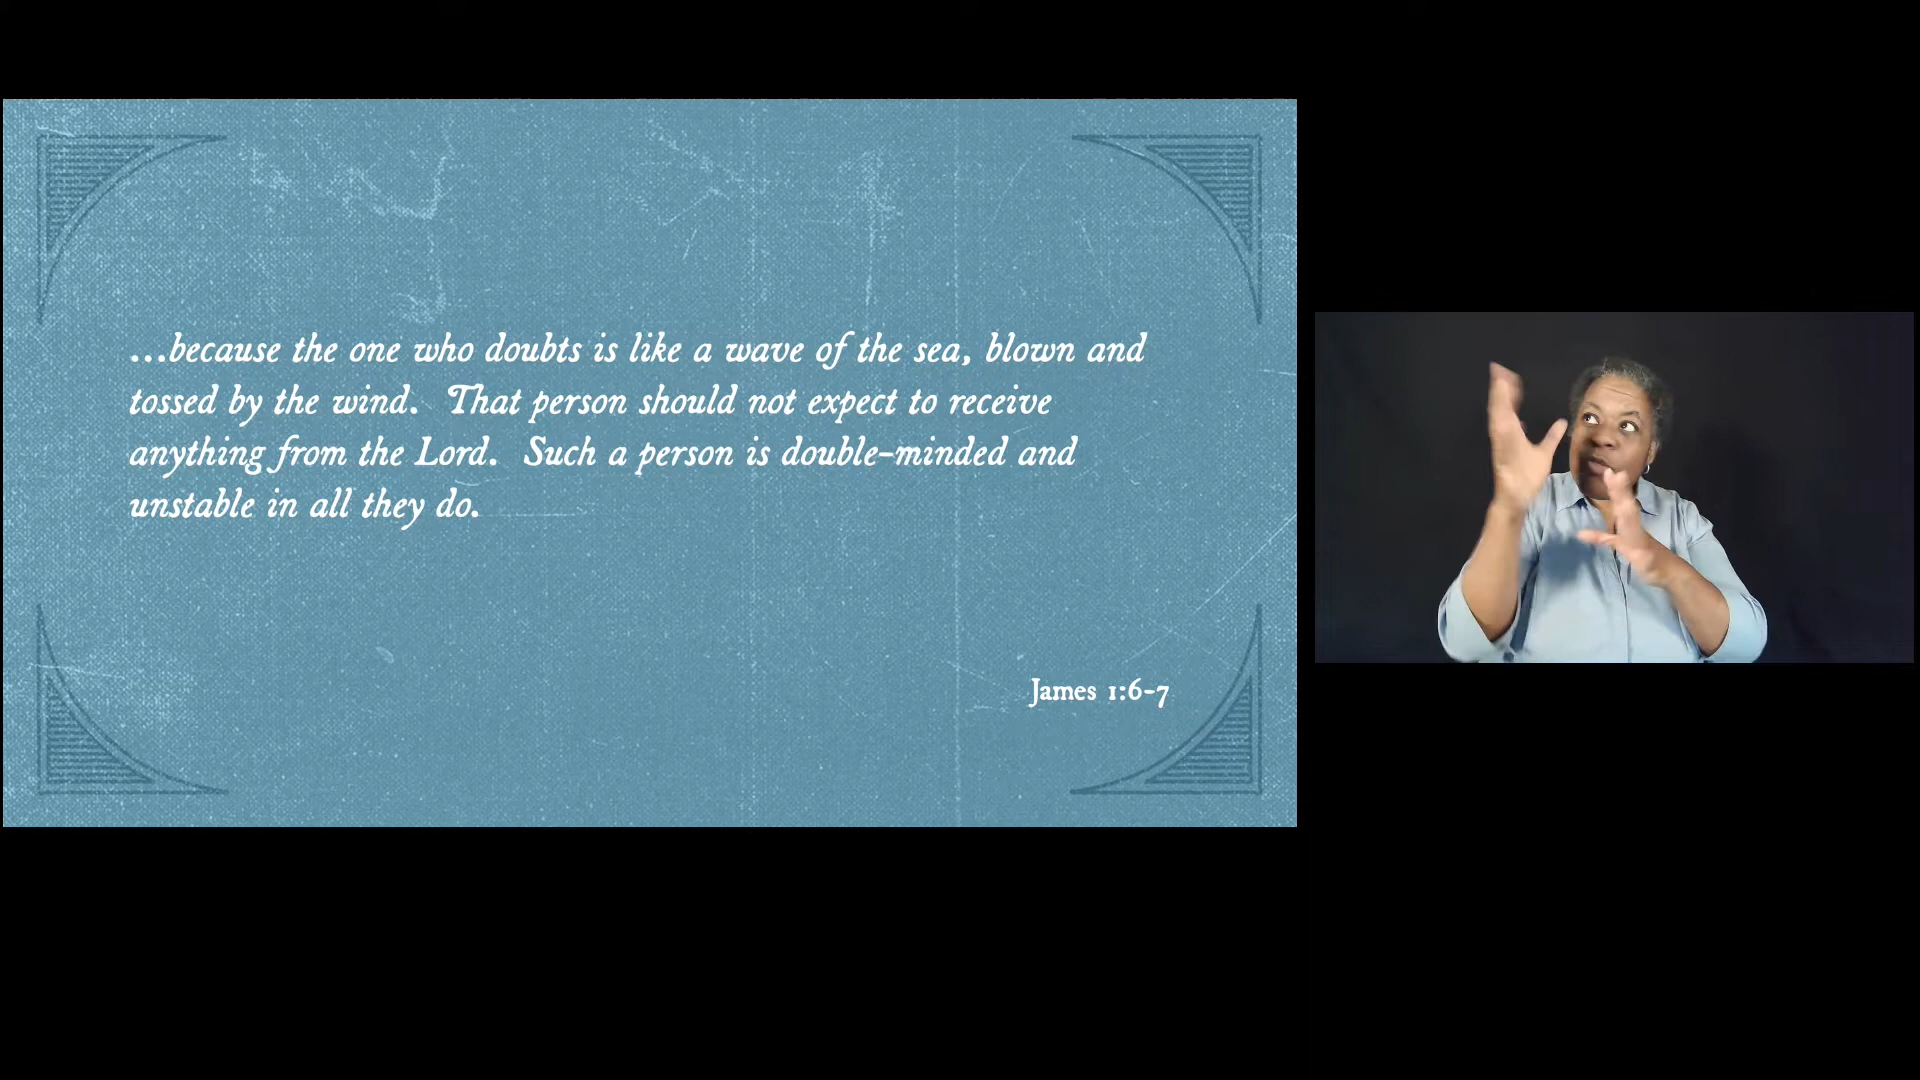 ...because the one who doubts is like a wave of the sea, blown and
tossed by the wind.  That person should not expect to receive
anything from the Lord.  Such a person is double-minded and
unstable in all they do.
James 1:6-7